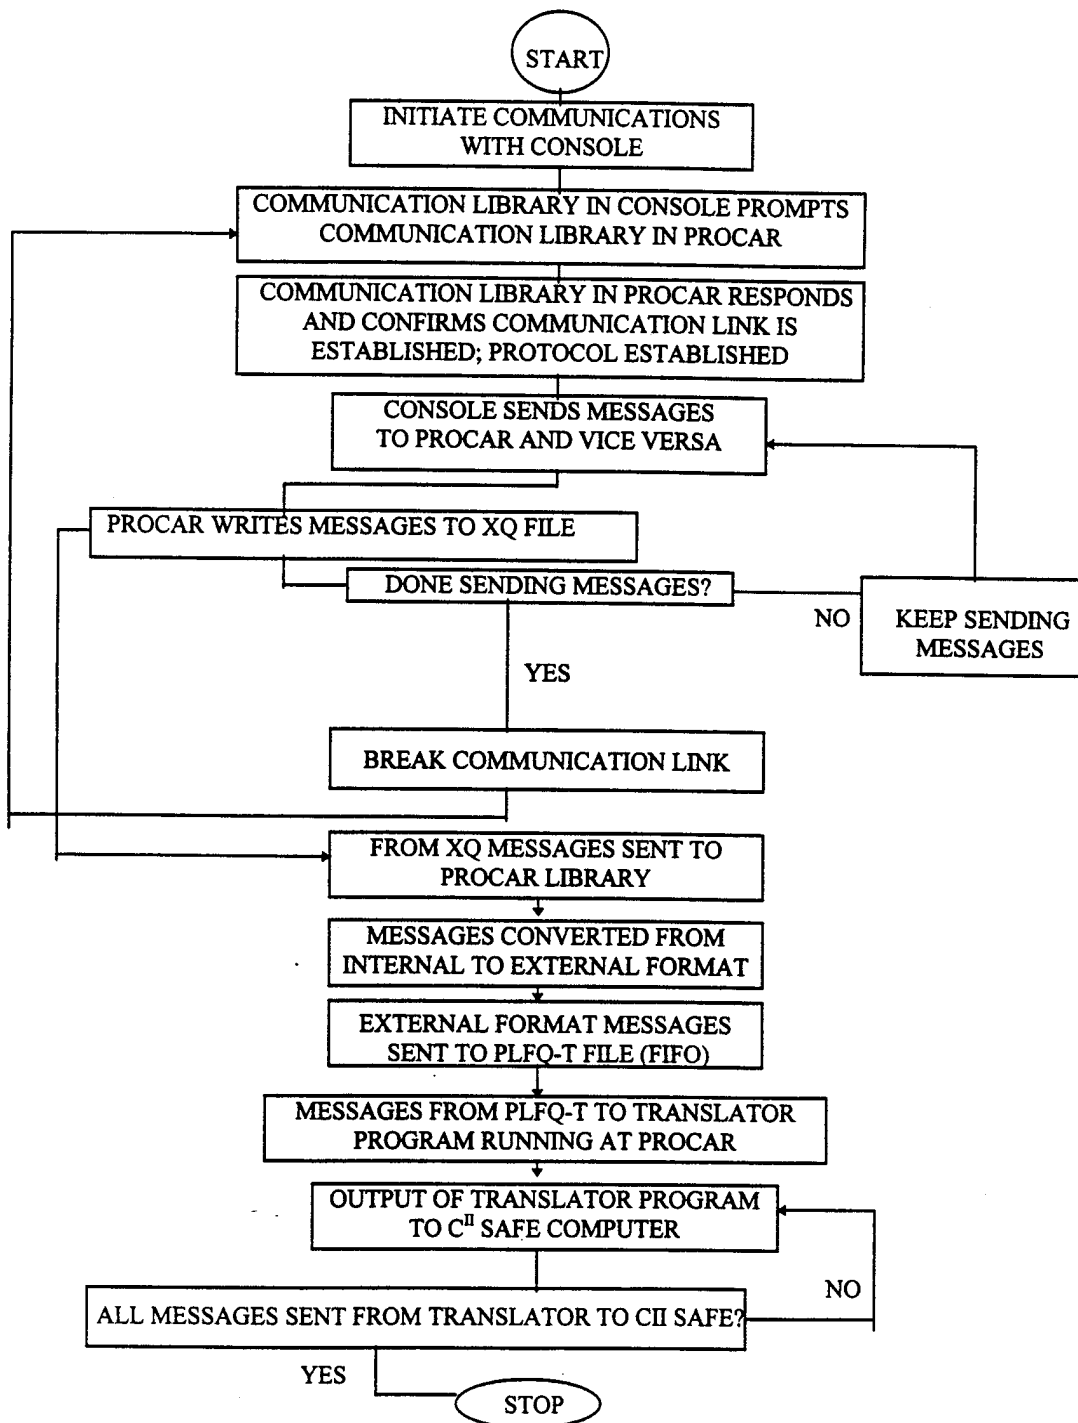 START
INITIATE COMMUNICATIONS
WITH CONSOLE
COMMUNICATION LIBRARY IN CONSOLE PROMPTS
COMMUNICATION LIBRARY IN PROCAR
COMMUNICATION LIBRARY IN PROCAR RESPONDS
AND CONFIRMS COMMUNICATION LINK IS
ESTABLISHED; PROTOCOL ESTABLISHED
CONSOLE SENDS MESSAGES
TO PROCAR AND VICE VERSA
PROCAR WRITES MESSAGES TO XQ FILE
DONE SENDING MESSAGES?
NO
KEEP SENDING
MESSAGES
YES
BREAK COMMUNICATION LINK
FROM XQ MESSAGES SENT TO
PROCAR LIBRARY
MESSAGES CONVERTED FROM
INTERNAL TO EXTERNAL FORMAT
EXTERNAL FORMAT MESSAGES
SENT TO PLFQ-T FILE (FIFO)
MESSAGES FROM PLFQ-T TO TRANSLATOR
PROGRAM RUNNING AT PROCAR
OUTPUT OF TRANSLATOR PROGRAM
TO C^II SAFE COMPUTER
NO
ALL MESSAGES SENT FROM TRANSLATOR TO CII SAFE?
YES
STOP